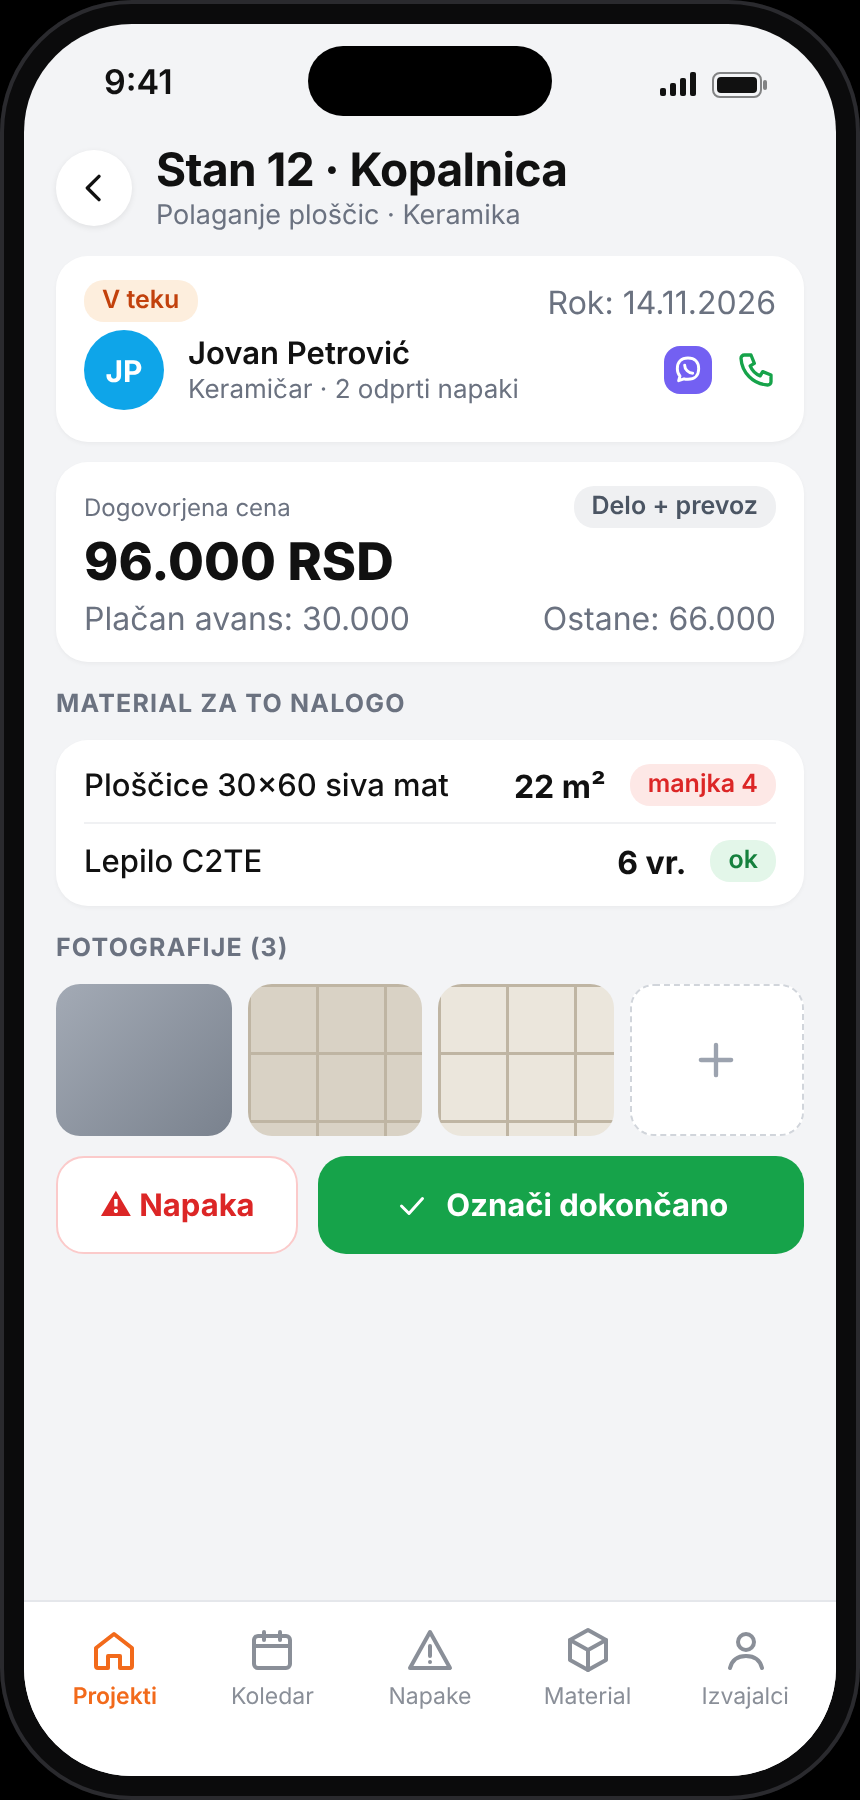 9:41
Stan 12 · Kopalnica
Polaganje ploščic · Keramika
V teku
Rok: 14.11.2026
JP
Jovan Petrović
Keramičar · 2 odprti napaki
Dogovorjena cena
Delo + prevoz
96.000 RSD
Plačan avans: 30.000
Ostane: 66.000
MATERIAL ZA TO NALOGO
Ploščice 30×60 siva mat 22 m² manjka 4
Lepilo C2TE 6 vr. ok
FOTOGRAFIJE (3)
Napaka
Označi dokončano
Projekti Koledar Napake Material Izvajalci